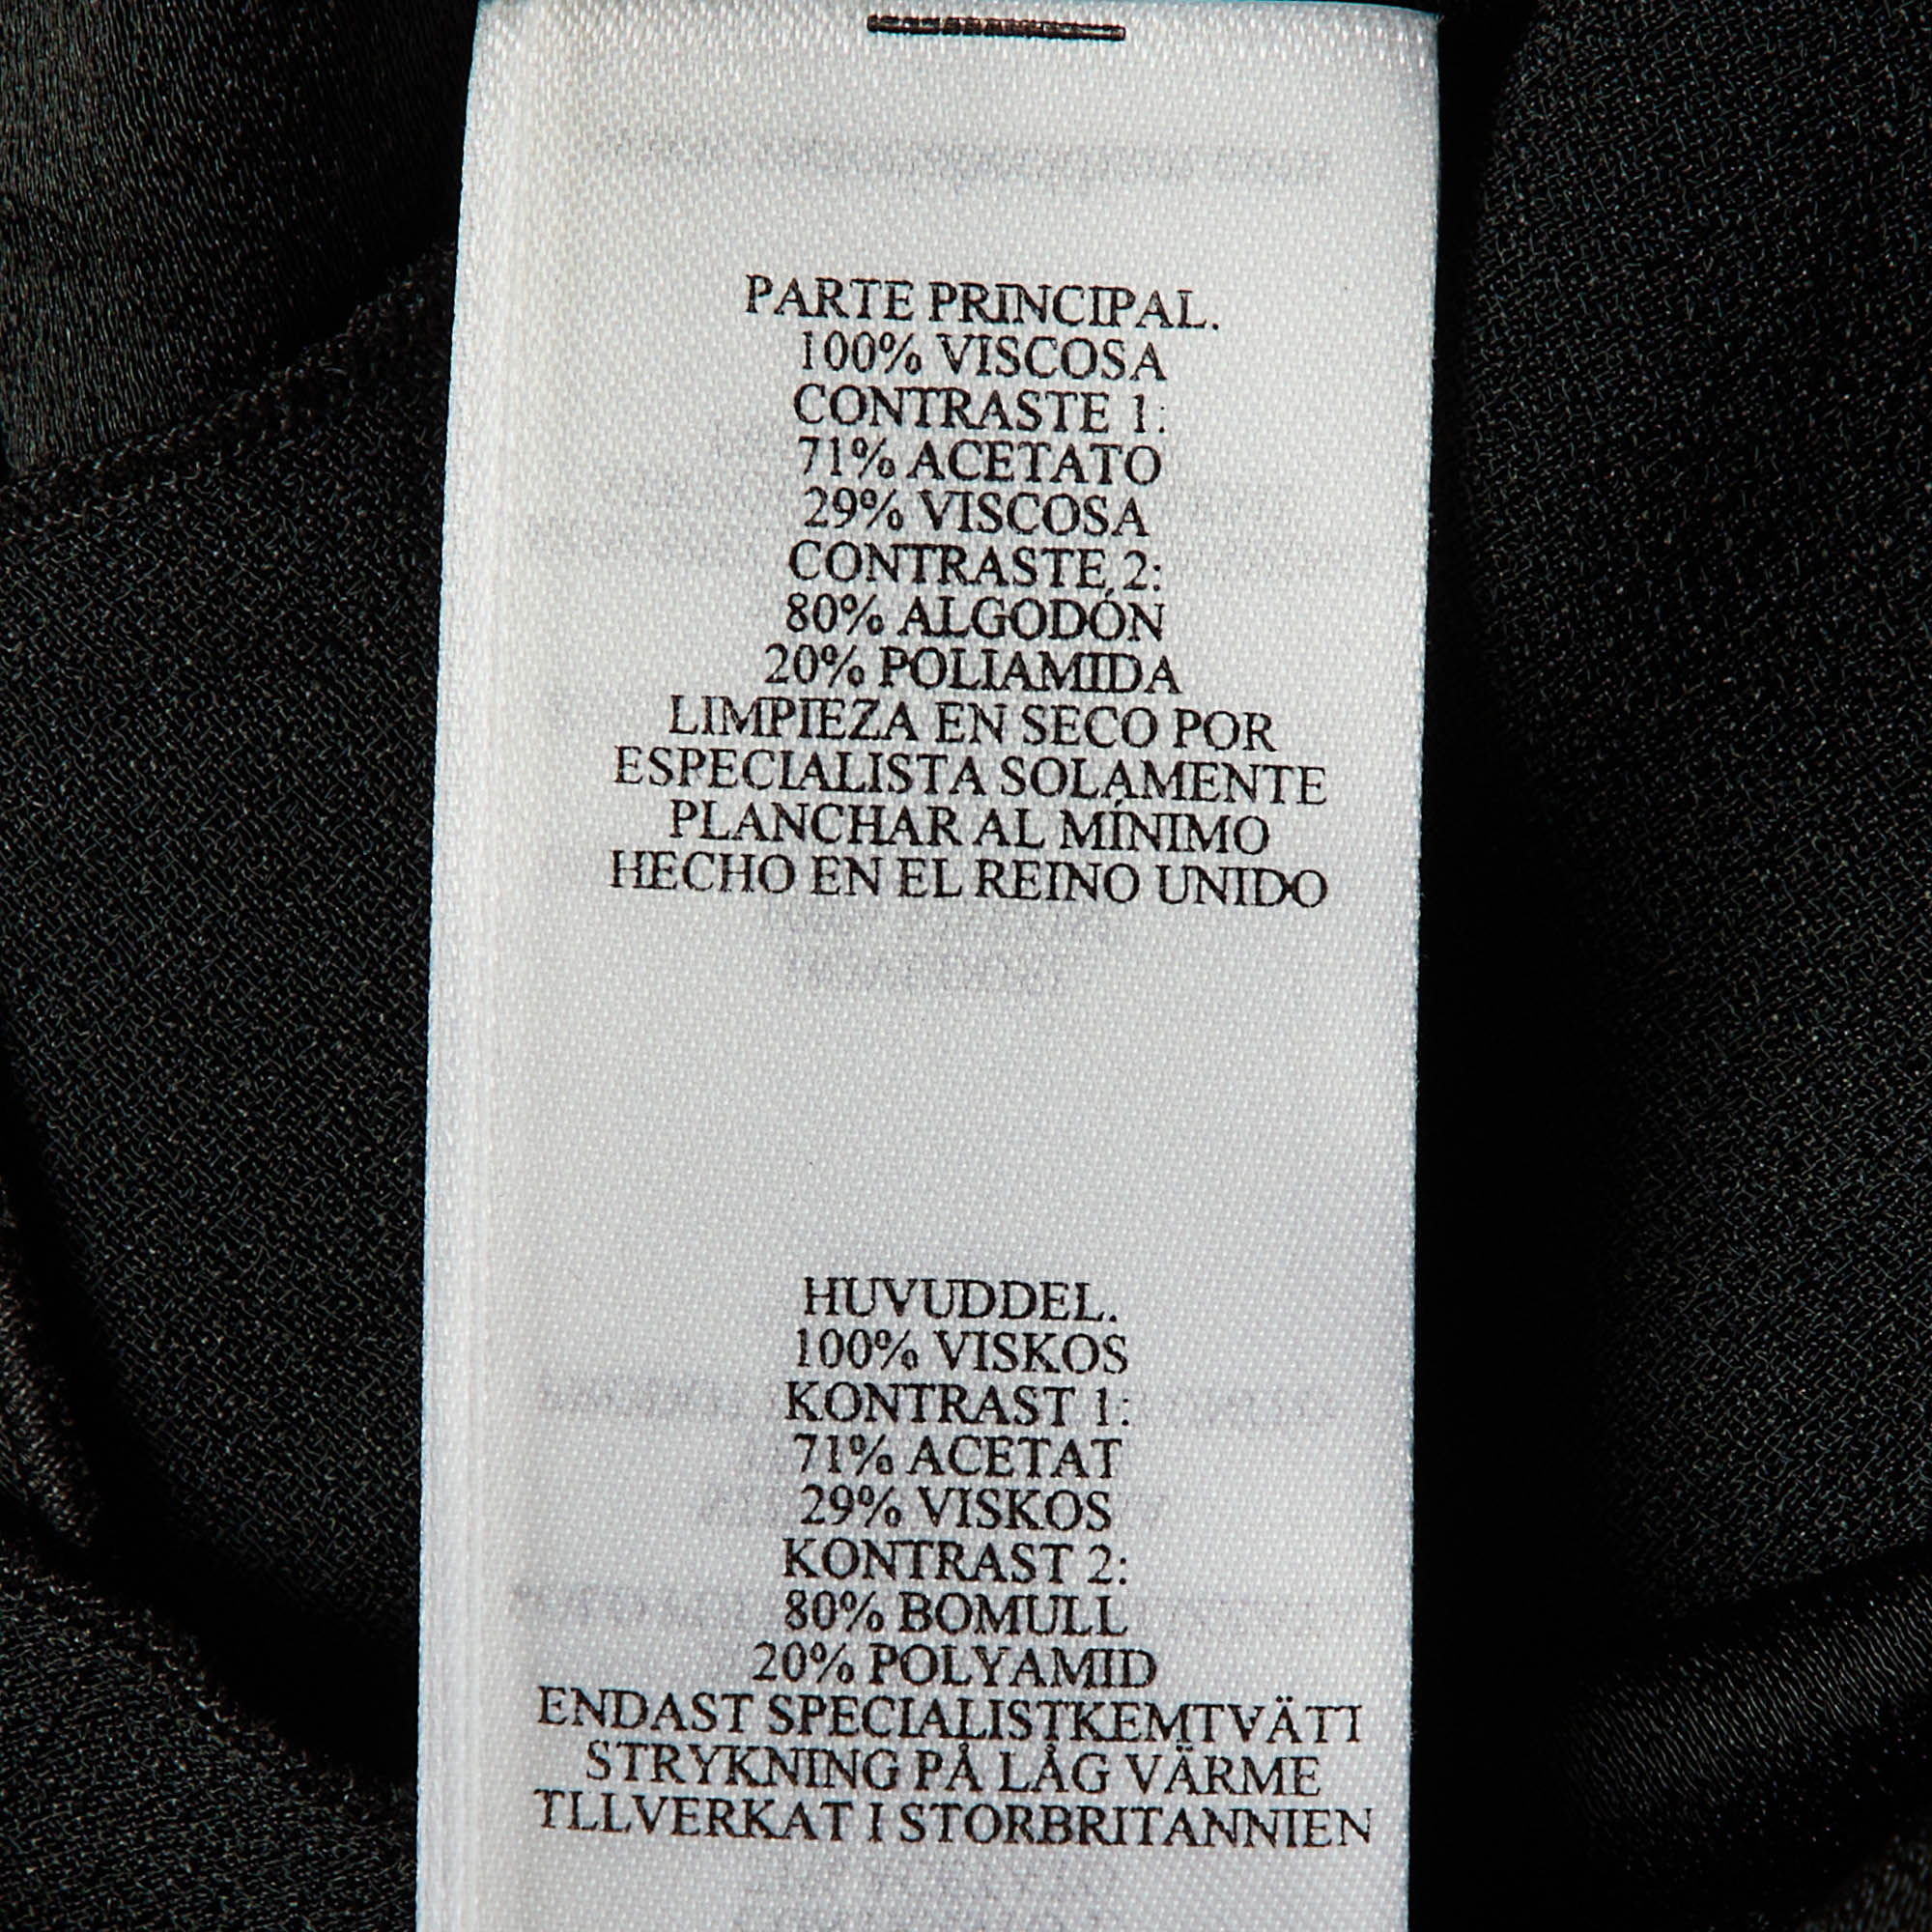 PARTE PRINCIPAL.
100% VISCOSA
CONTRASTE 1:
71% ACETATO
29% VISCOSA
CONTRASTE 2:
80% ALGODÓN
20% POLIAMIDA
LIMPIEZA EN SECO POR
ESPECIALISTA SOLAMENTE
PLANCHAR AL MÍNIMO
HECHO EN EL REINO UNIDO
HUVUDDEL.
100% VISKOS
KONTRAST 1:
71% ACETAT
29% VISKOS
KONTRAST 2:
80% BOMULL
20% POLYAMID
ENDAST SPECIALISTKEMTVÄTT
STRYKNING PÅ LÅG VÄRME
TLLVERKAT I STORBRITANNIEN